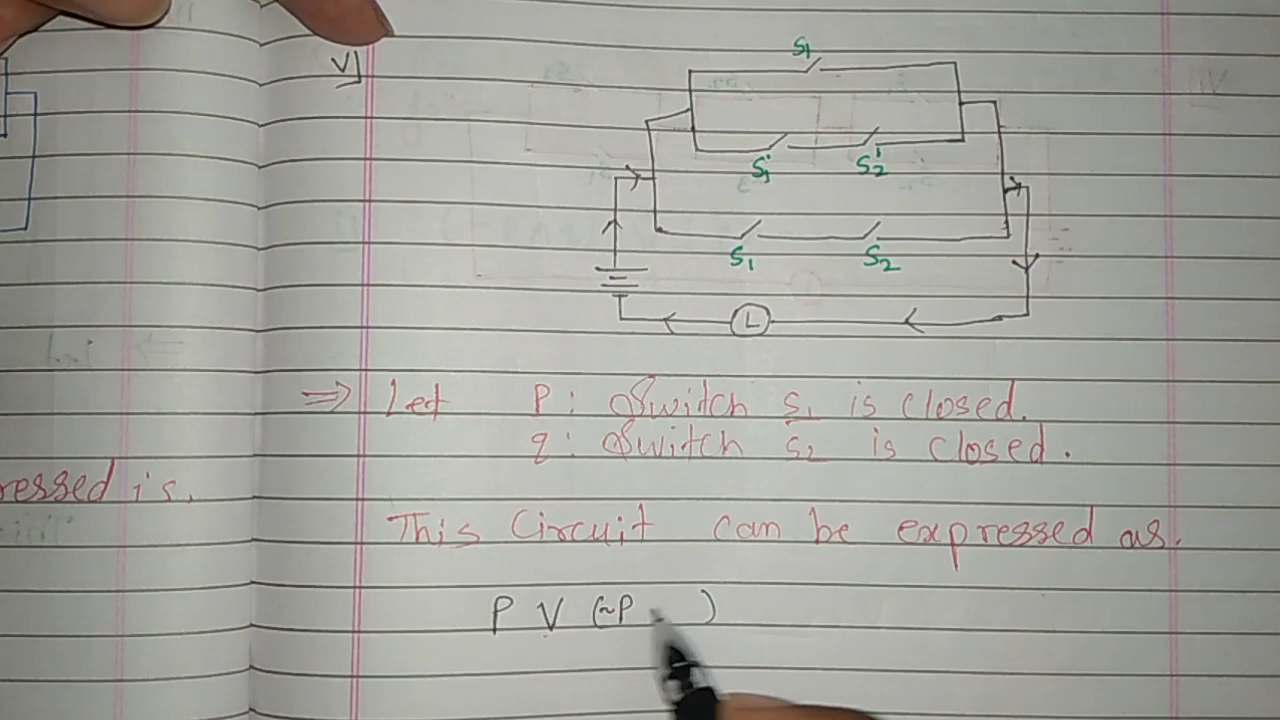 V]
S1
S1' S2'
S1 S2
L
⇒ Let P: Switch S1 is closed.
q: Switch S2 is closed.
ressed is.
This Circuit can be expressed as.
P V (~P )